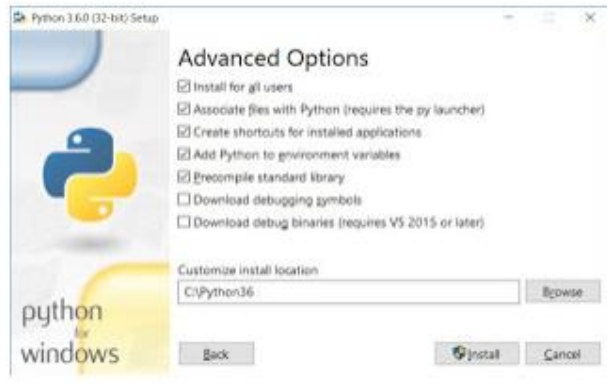 Python 3.6.0 (32-bit) Setup
Advanced Options
Install for all users
Associate files with Python (requires the py launcher)
Create shortcuts for installed applications
Add Python to environment variables
Precompile standard library
Download debugging symbols
Download debug binaries (requires VS 2015 or later)
Customize install location
C:\Python36
Browse
python
for
windows
Back
Install
Cancel